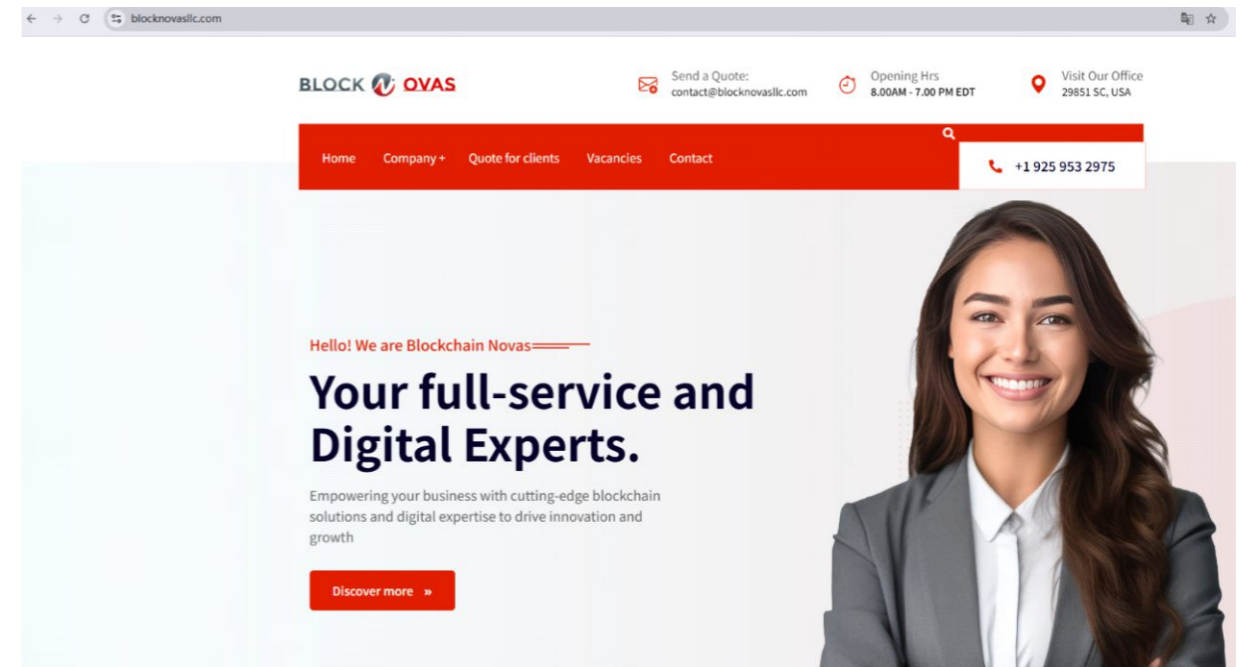 blocknovasllc.com
BLOCK N OVAS
Send a Quote:
contact@blocknovasllc.com
Opening Hrs
8.00AM - 7.00 PM EDT
Visit Our Office
29851 SC, USA
Home Company + Quote for clients Vacancies Contact
+1 925 953 2975
Hello! We are Blockchain Novas
Your full-service and
Digital Experts.
Empowering your business with cutting-edge blockchain
solutions and digital expertise to drive innovation and
growth
Discover more »